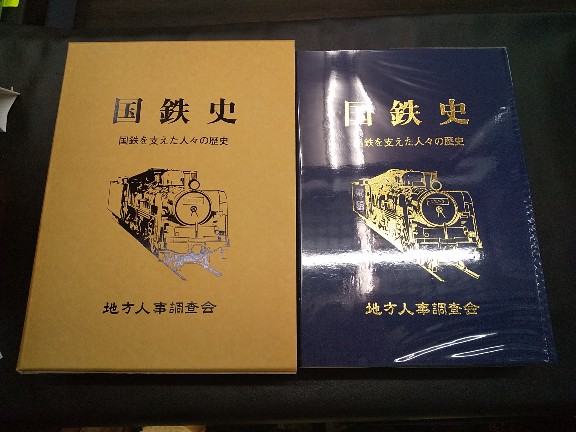 国鉄史
国鉄を支えた人々の歴史
地方人事調査会
国鉄史
国鉄を支えた人々の歴史
地方人事調査会